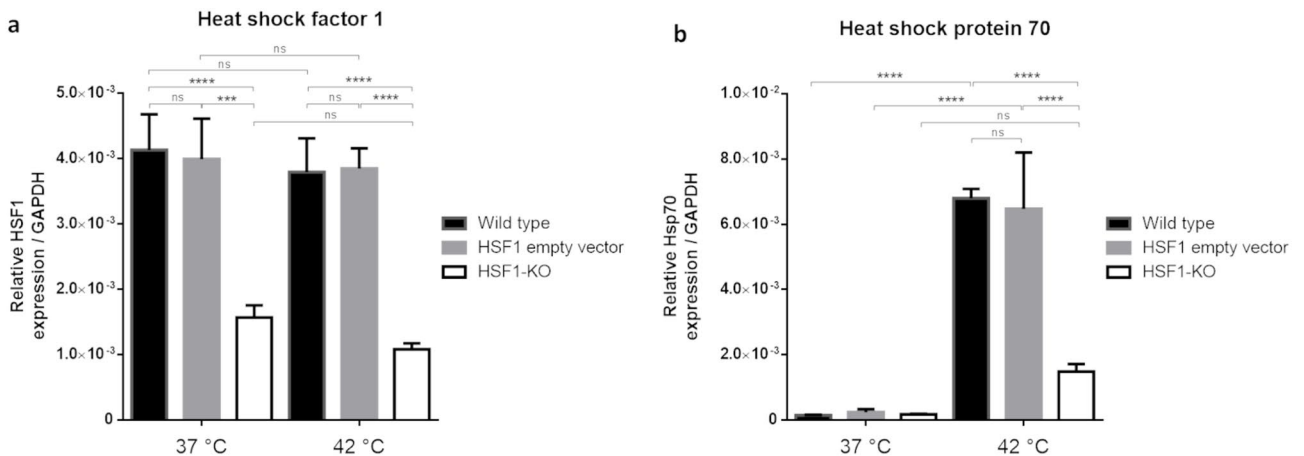 a
Heat shock factor 1
ns
ns
**** ****
ns *** ns ****
ns
Relative HSF1
expression / GAPDH
5.0×10⁻³
4.0×10⁻³
3.0×10⁻³
2.0×10⁻³
1.0×10⁻³
0
37 °C 42 °C
Wild type
HSF1 empty vector
HSF1-KO
b
Heat shock protein 70
**** ****
**** ****
ns
ns
Relative Hsp70
expression / GAPDH
1.0×10⁻²
8.0×10⁻³
6.0×10⁻³
4.0×10⁻³
2.0×10⁻³
0
37 °C 42 °C
Wild type
HSF1 empty vector
HSF1-KO